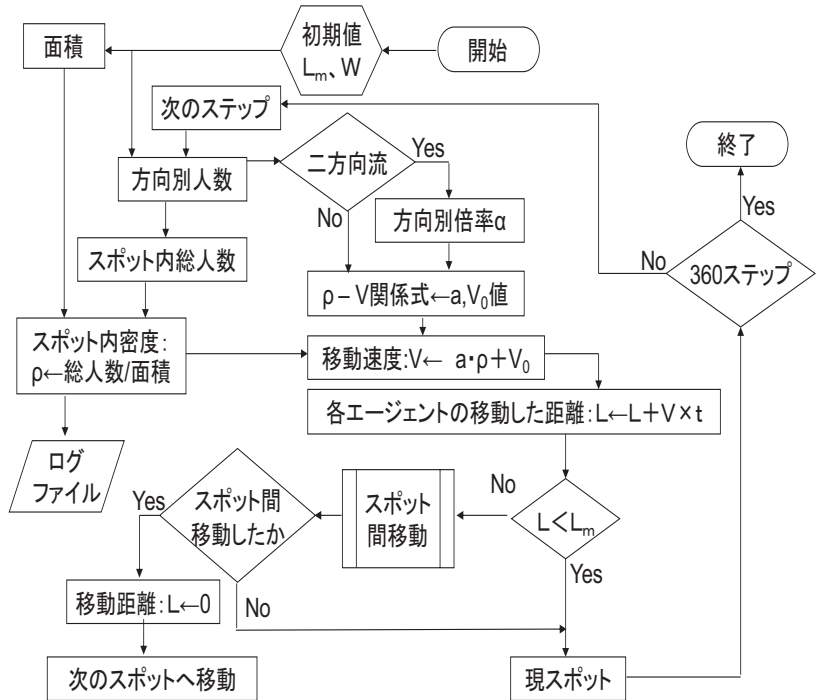 開始
初期値
Lm、W
面積
次のステップ
方向別人数
二方向流
Yes
No
方向別倍率α
スポット内総人数
ρ－V関係式←a,V0値
スポット内密度:
ρ←総人数/面積
移動速度:V← a・ρ＋V0
各エージェントの移動した距離:L←L＋V×t
ログ
ファイル
L＜Lm
No
Yes
スポット
間移動
スポット間
移動したか
Yes
No
移動距離:L←0
次のスポットへ移動
現スポット
360ステップ
No
Yes
終了